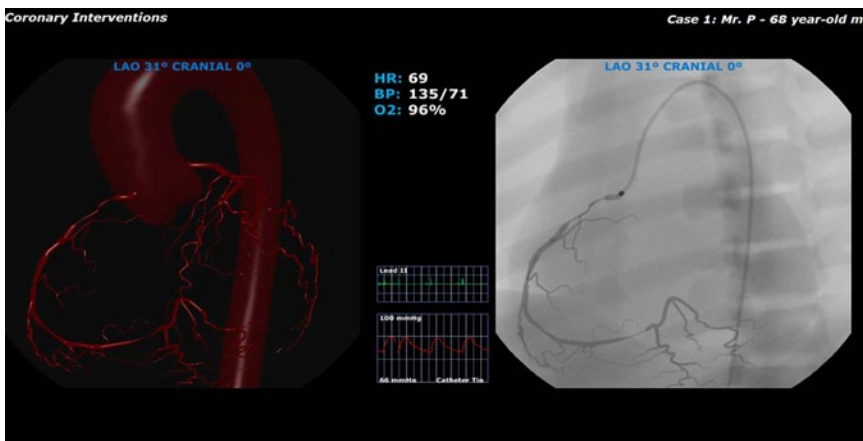 Coronary Interventions
Case 1: Mr. P - 68 year-old m
LAO 31º CRANIAL 0º
HR: 69
BP: 135/71
O2: 96%
LAO 31º CRANIAL 0º
Lead II
100 mmHg
66 mmHg Catheter Tip